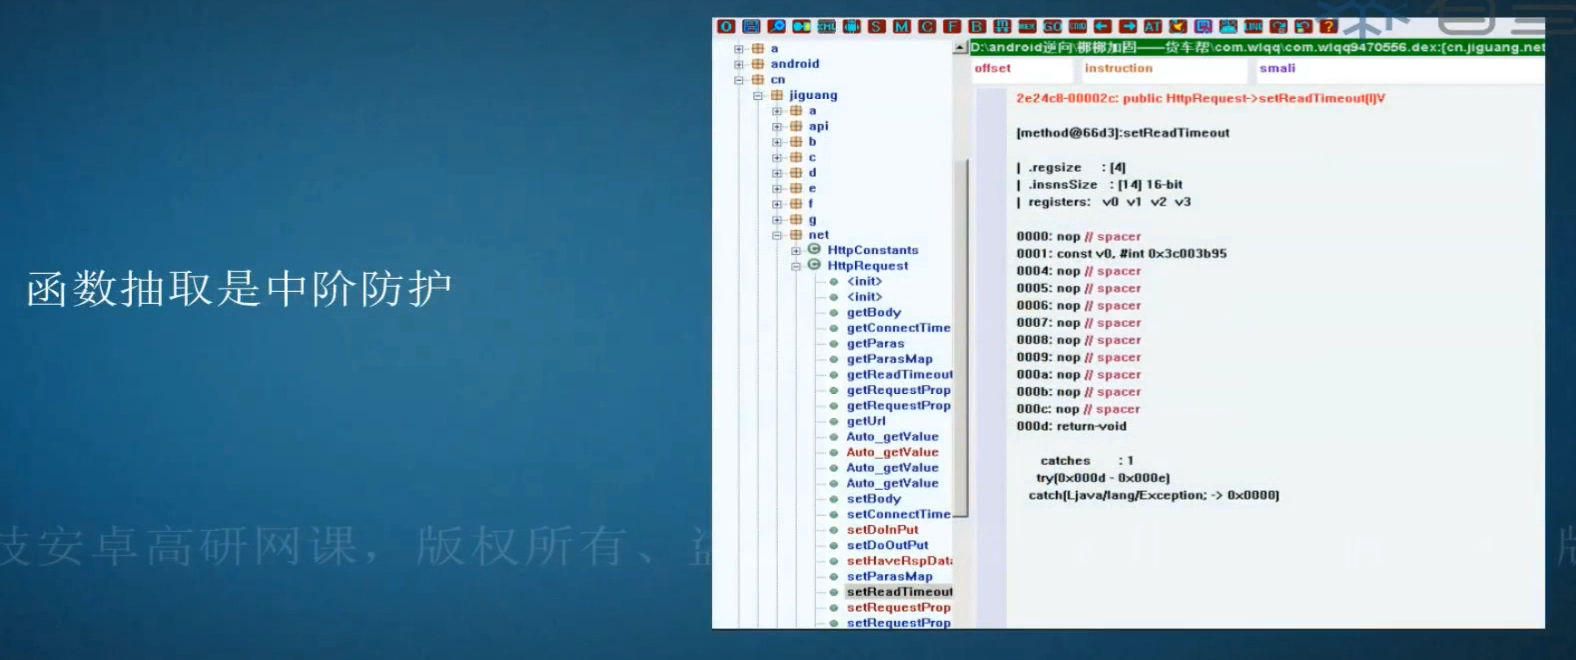 函数抽取是中阶防护
O
S
M
C
F
B
GO
AT
?
a
android
cn
jiguang
a
api
b
c
d
e
f
g
net
HttpConstants
HttpRequest
<init>
<init>
getBody
getConnectTime
getParas
getParasMap
getReadTimeout
getRequestProp
getRequestProp
getUrl
Auto_getValue
Auto_getValue
Auto_getValue
Auto_getValue
setBody
setConnectTime
setDoInPut
setDoOutPut
setHaveRspData
setParasMap
setReadTimeout
setRequestProp
setRequestProp
D:\android逆向\梆梆加固——货车帮\com.wlqq\com.wlqq9470556.dex:[cn.jiguang.net
offset instruction smali
2e24c8-00002c: public HttpRequest->setReadTimeout(I)V
[method@66d3]:setReadTimeout
| .regsize : [4]
| .insnsSize : [14] 16-bit
| registers: v0 v1 v2 v3
0000: nop // spacer
0001: const v0, #int 0x3c003b95
0004: nop // spacer
0005: nop // spacer
0006: nop // spacer
0007: nop // spacer
0008: nop // spacer
0009: nop // spacer
000a: nop // spacer
000b: nop // spacer
000c: nop // spacer
000d: return-void
catches : 1
try(0x000d - 0x000e)
catch(Ljava/lang/Exception; -> 0x0000)
技安卓高研网课，版权所有、盗
版